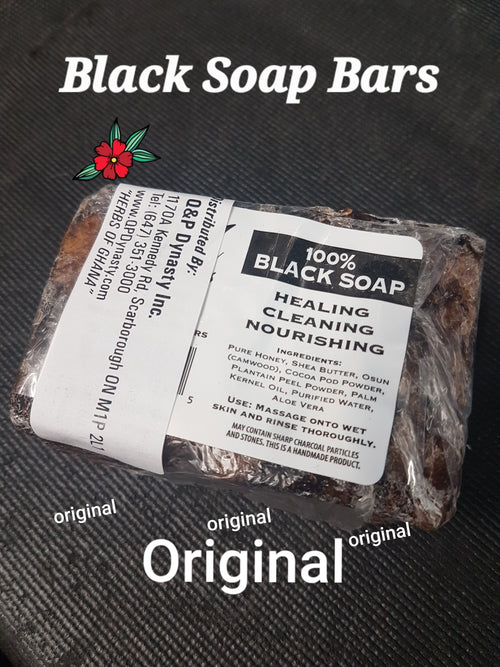 Black Soap Bars
Distributed By:
Q&P Dynasty Inc.
1170A Kennedy Rd, Scarborough ON M1P 2L
Tel: (647) 351-3000
www.QPDynasty.com
"HERBS OF GHANA"
RS
5
100%
BLACK SOAP
HEALING
CLEANING
NOURISHING
INGREDIENTS:
PURE HONEY, SHEA BUTTER, OSUN
(CAMWOOD), COCOA POD POWDER,
PLANTAIN PEEL POWDER, PALM
KERNEL OIL, PURIFIED WATER,
ALOE VERA
USE: MASSAGE ONTO WET
SKIN AND RINSE THOROUGHLY.
MAY CONTAIN SHARP CHARCOAL PARTICLES
AND STONES. THIS IS A HANDMADE PRODUCT.
original
original
original
Original